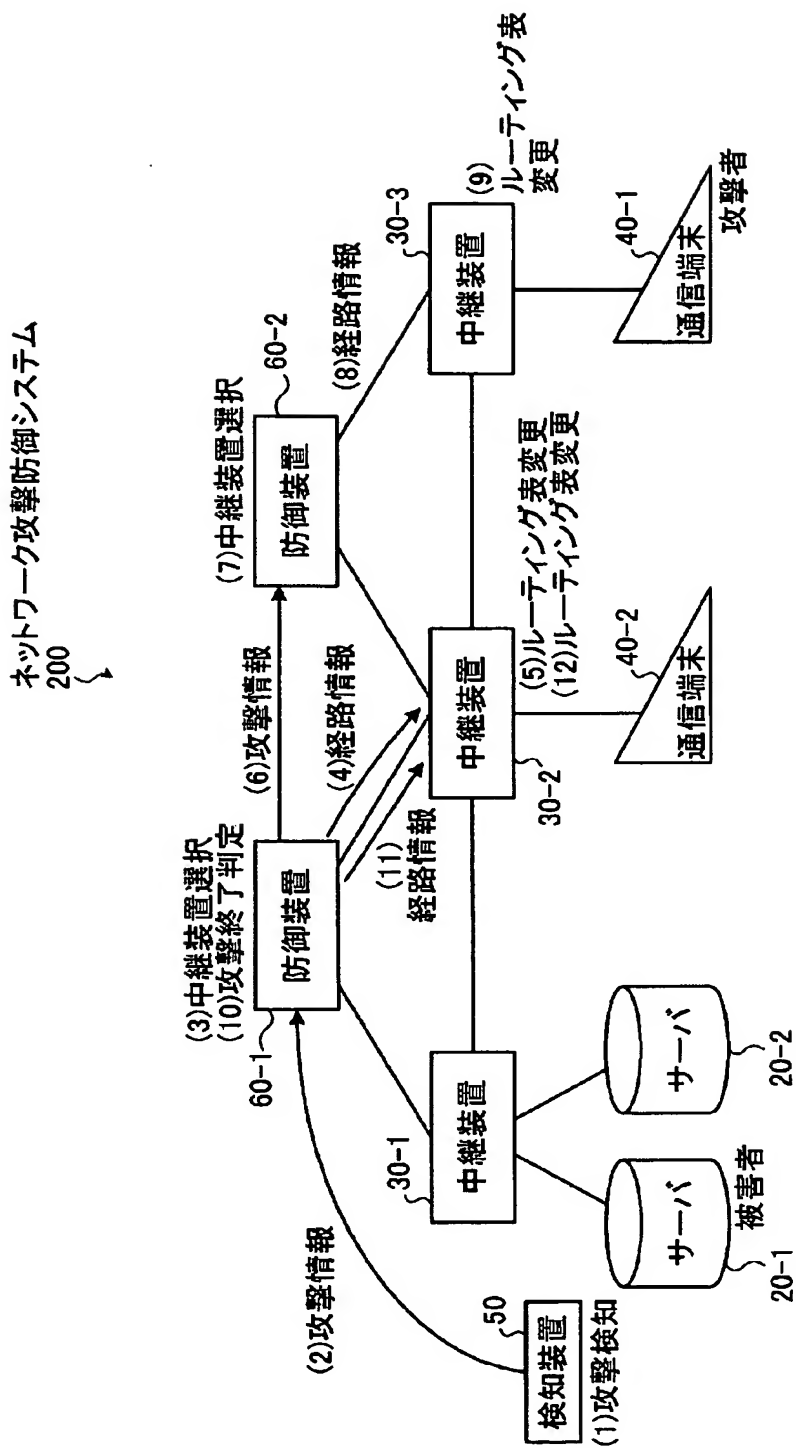 ネットワーク攻撃防御システム
200
(3)中継装置選択
(10)攻撃終了判定
60-1
防御装置
(6)攻撃情報
(7)中継装置選択
60-2
防御装置
(2)攻撃情報
(4)経路情報
(11)
経路情報
(8)経路情報
30-1
中継装置
中継装置
30-2
(5)ルーティング表変更
(12)ルーティング表変更
30-3
中継装置
(9)
ルーティング表
変更
50
検知装置
(1)攻撃検知
サーバ
20-1
被害者
サーバ
20-2
40-2
通信端末
40-1
通信端末
攻撃者